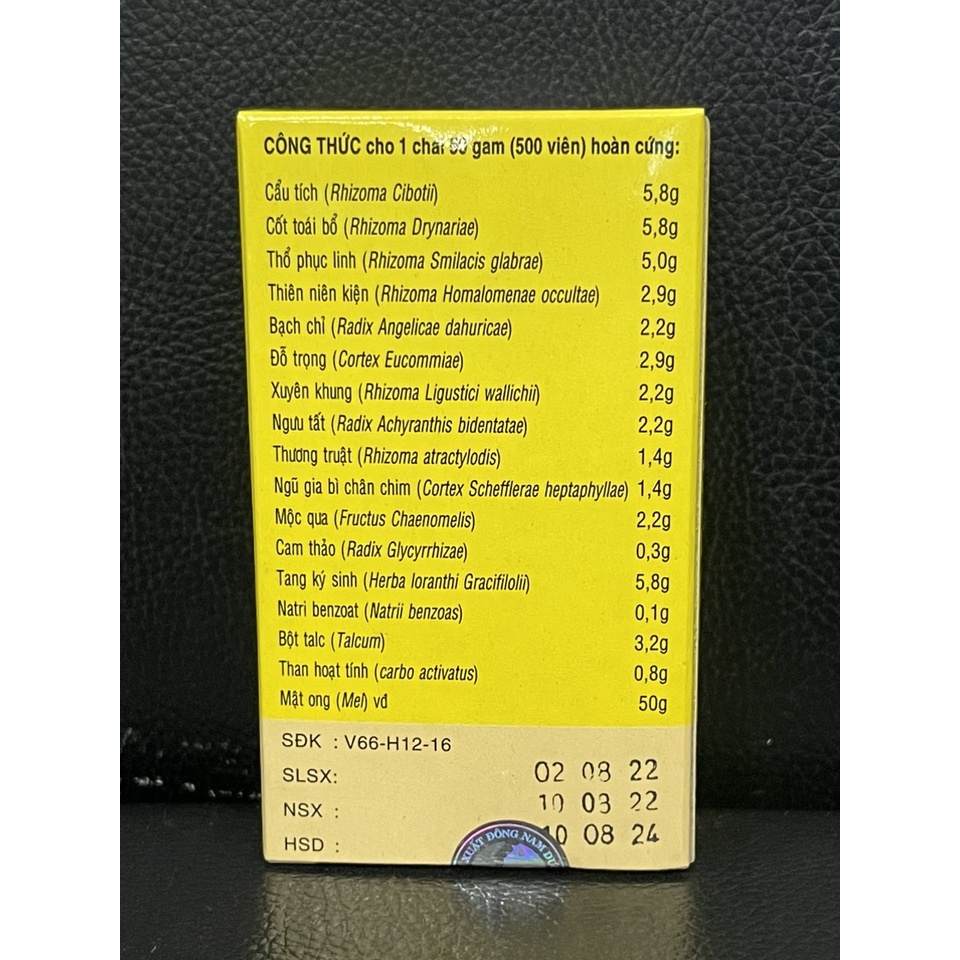 CÔNG THỨC cho 1 chai 50 gam (500 viên) hoàn cứng:
Cẩu tích (Rhizoma Cibotii) 5,8g
Cốt toái bổ (Rhizoma Drynariae) 5,8g
Thổ phục linh (Rhizoma Smilacis glabrae) 5,0g
Thiên niên kiện (Rhizoma Homalomenae occultae) 2,9g
Bạch chỉ (Radix Angelicae dahuricae) 2,2g
Đỗ trọng (Cortex Eucommiae) 2,9g
Xuyên khung (Rhizoma Ligustici wallichii) 2,2g
Ngưu tất (Radix Achyranthis bidentatae) 2,2g
Thương truật (Rhizoma atractylodis) 1,4g
Ngũ gia bì chân chim (Cortex Schefflerae heptaphyllae) 1,4g
Mộc qua (Fructus Chaenomelis) 2,2g
Cam thảo (Radix Glycyrrhizae) 0,3g
Tang ký sinh (Herba loranthi Gracifilolii) 5,8g
Natri benzoat (Natrii benzoas) 0,1g
Bột talc (Talcum) 3,2g
Than hoạt tính (carbo activatus) 0,8g
Mật ong (Mel) vđ 50g
SĐK : V66-H12-16
SLSX: 02 08 22
NSX : 10 03 22
HSD : 10 08 24
XUẤT ĐÔNG NAM